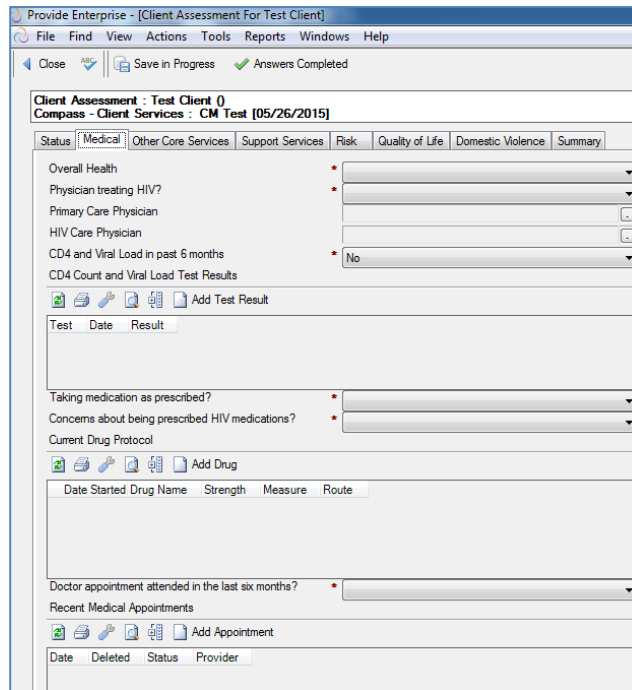 Provide Enterprise - [Client Assessment For Test Client]
File Find View Actions Tools Reports Windows Help
Close ABC Save in Progress Answers Completed
Client Assessment : Test Client ()
Compass - Client Services : CM Test [05/26/2015]
Status Medical Other Core Services Support Services Risk Quality of Life Domestic Violence Summary
Overall Health *
Physician treating HIV? *
Primary Care Physician .
HIV Care Physician .
CD4 and Viral Load in past 6 months * No
CD4 Count and Viral Load Test Results
Add Test Result
Test Date Result
Taking medication as prescribed? *
Concerns about being prescribed HIV medications? *
Current Drug Protocol
Add Drug
Date Started Drug Name Strength Measure Route
Doctor appointment attended in the last six months? *
Recent Medical Appointments
Add Appointment
Date Deleted Status Provider